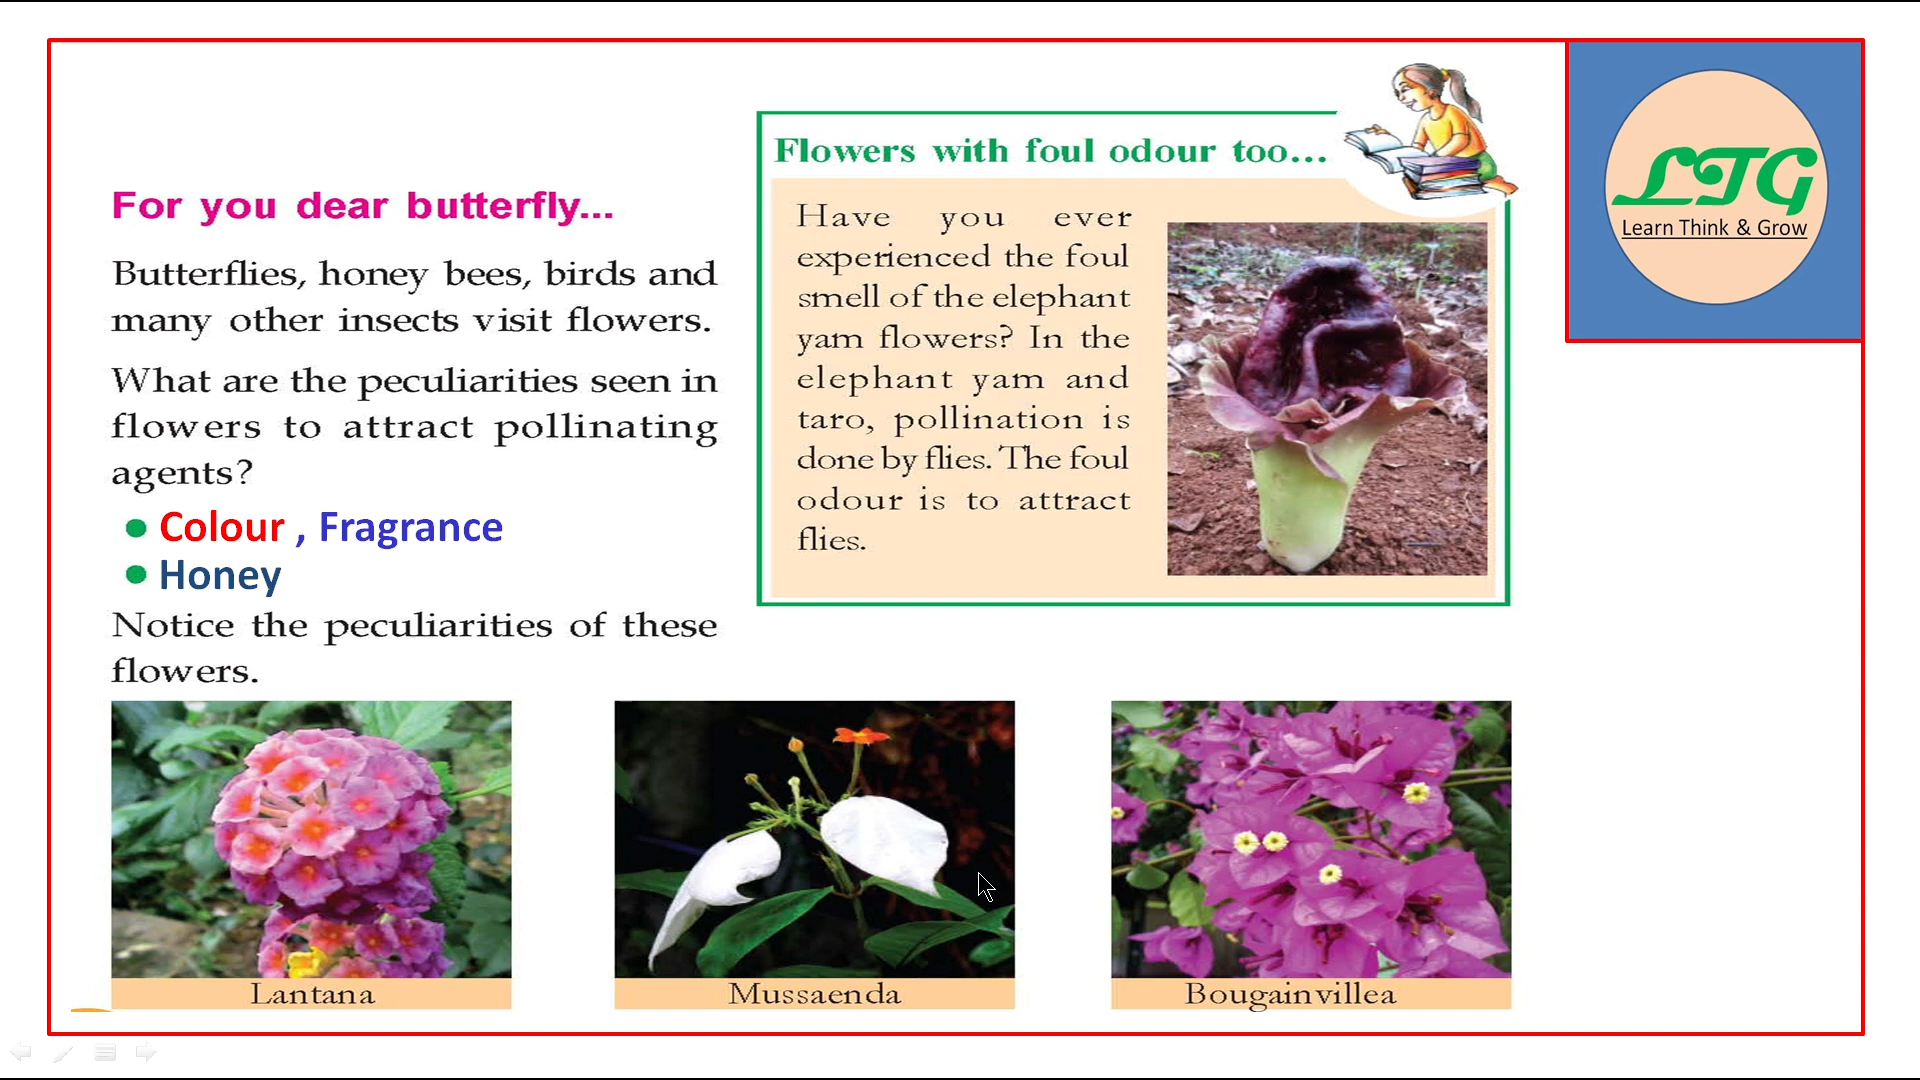 For you dear butterfly...
Butterflies, honey bees, birds and
many other insects visit flowers.
What are the peculiarities seen in
flowers to attract pollinating
agents?
Colour , Fragrance
Honey
Notice the peculiarities of these
flowers.
Flowers with foul odour too...
Have you ever
experienced the foul
smell of the elephant
yam flowers? In the
elephant yam and
taro, pollination is
done by flies. The foul
odour is to attract
flies.
LTG
Learn Think & Grow
Lantana
Mussaenda
Bougainvillea